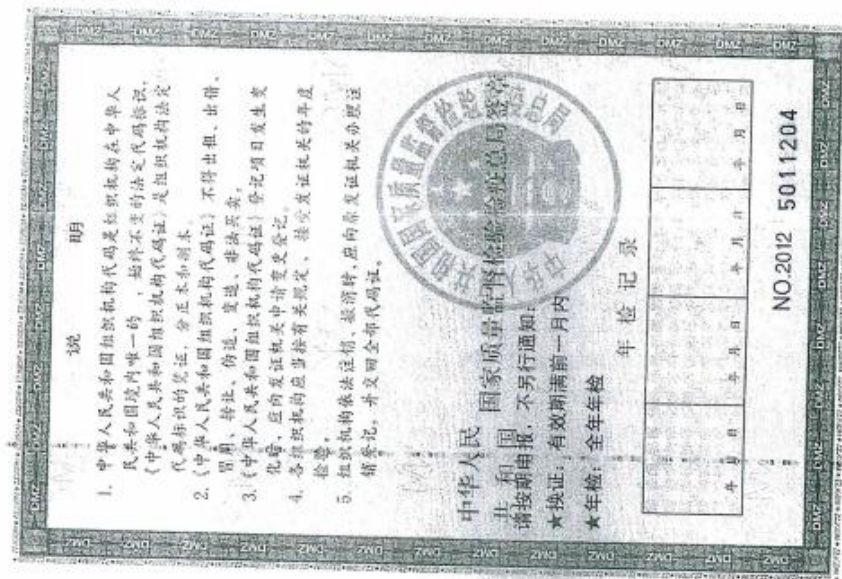 说 明
1. 中华人民共和国组织机构代码是组织机构在中华人
民共和国境内唯一的、始终不变的法定代码标识,
《中华人民共和国组织机构代码证》是组织机构法定
代码标识的凭证,分正本和副本。
2.《中华人民共和国组织机构代码证》不得出租、出借、
冒用、转让、伪造、变造、非法买卖。
3.《中华人民共和国组织机构代码证》登记项目发生变
化时,应向发证机关申请变更登记。
4. 各组织机构应当按有关规定,接受发证机关的年度
检验。
5. 组织机构依法注销、撤消时,应向原发证机关办理注
销登记,并交回全部代码证。
中华人民
共和国
国家质量监督检验检疫总局签章
请按期申报,不另行通知:
★换证:有效期满前一月内
★年检:全年年检
年 检 记 录
年 月 日
年 月 日
年 月 日
年 月 日
NO.2012 5011204